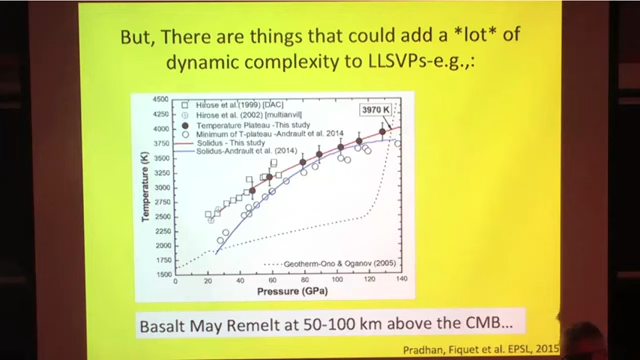 But, There are things that could add a *lot* of
dynamic complexity to LLSVPs-e.g.,:
4500
4250
4000
3750
3500
3250
3000
2750
2500
2250
2000
1750
1500
Temperature (K)
Hirose et al.(1999) [DAC]
Hirose et al. (2002) [multianvil]
Temperature Plateau -This study
Minimum of T-plateau -Andrault et al. 2014
Solidus - This study
Solidus-Andrault et al. (2014)
3970 K
Geotherm-Ono & Oganov (2005)
0 20 40 60 80 100 120 140
Pressure (GPa)
Basalt May Remelt at 50-100 km above the CMB...
Pradhan, Fiquet et al. EPSL, 2015